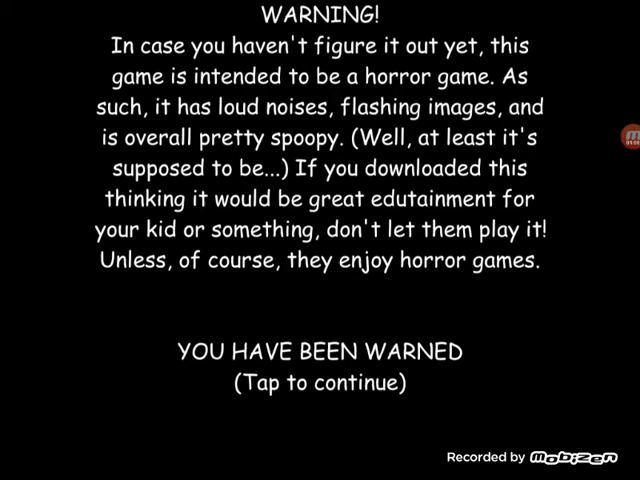 WARNING!
In case you haven't figure it out yet, this
game is intended to be a horror game. As
such, it has loud noises, flashing images, and
is overall pretty spoopy. (Well, at least it's
supposed to be...) If you downloaded this
thinking it would be great edutainment for
your kid or something, don't let them play it!
Unless, of course, they enjoy horror games.
YOU HAVE BEEN WARNED
(Tap to continue)
Recorded by mobizen